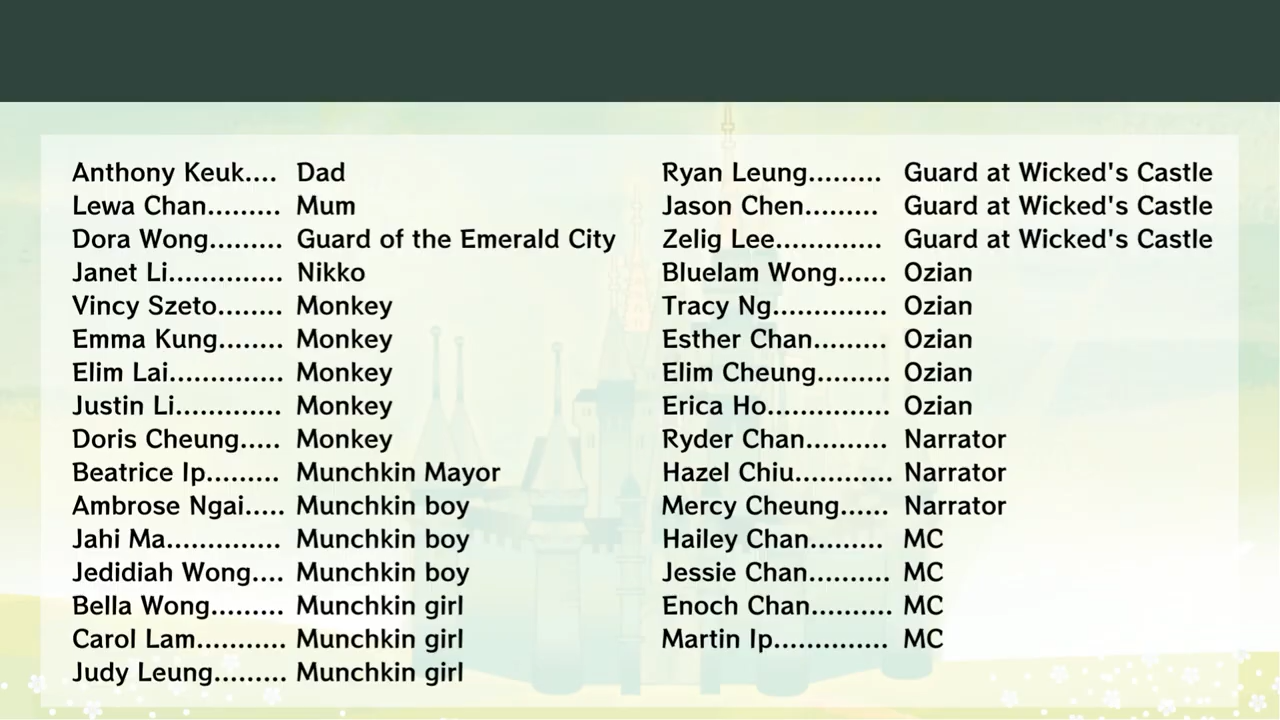 Anthony Keuk.... Dad
Lewa Chan......... Mum
Dora Wong......... Guard of the Emerald City
Janet Li.............. Nikko
Vincy Szeto........ Monkey
Emma Kung........ Monkey
Elim Lai.............. Monkey
Justin Li............. Monkey
Doris Cheung..... Monkey
Beatrice Ip......... Munchkin Mayor
Ambrose Ngai..... Munchkin boy
Jahi Ma.............. Munchkin boy
Jedidiah Wong.... Munchkin boy
Bella Wong......... Munchkin girl
Carol Lam........... Munchkin girl
Judy Leung......... Munchkin girl
Ryan Leung......... Guard at Wicked's Castle
Jason Chen......... Guard at Wicked's Castle
Zelig Lee............. Guard at Wicked's Castle
Bluelam Wong...... Ozian
Tracy Ng.............. Ozian
Esther Chan......... Ozian
Elim Cheung......... Ozian
Erica Ho............... Ozian
Ryder Chan.......... Narrator
Hazel Chiu............ Narrator
Mercy Cheung...... Narrator
Hailey Chan......... MC
Jessie Chan.......... MC
Enoch Chan.......... MC
Martin Ip.............. MC